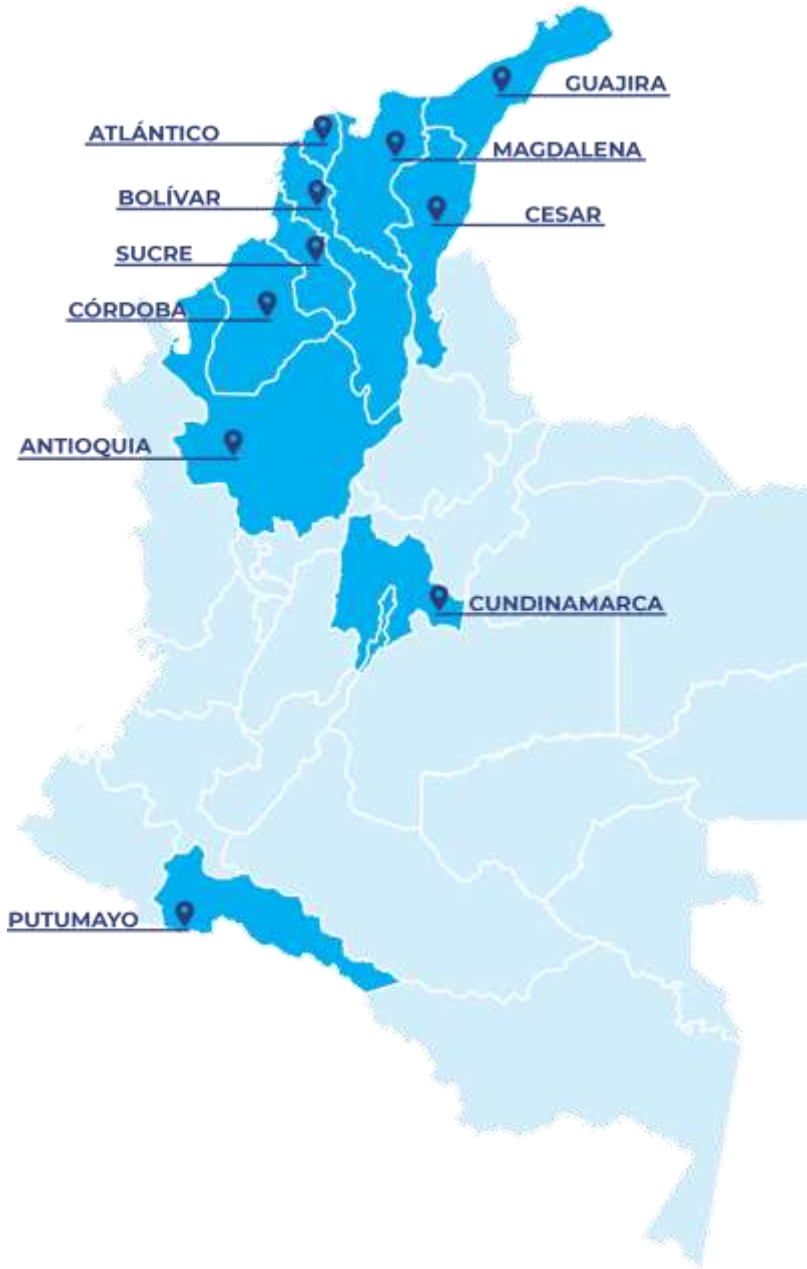 GUAJIRA
ATLÁNTICO
MAGDALENA
BOLÍVAR
CESAR
SUCRE
CÓRDOBA
ANTIOQUIA
CUNDINAMARCA
PUTUMAYO